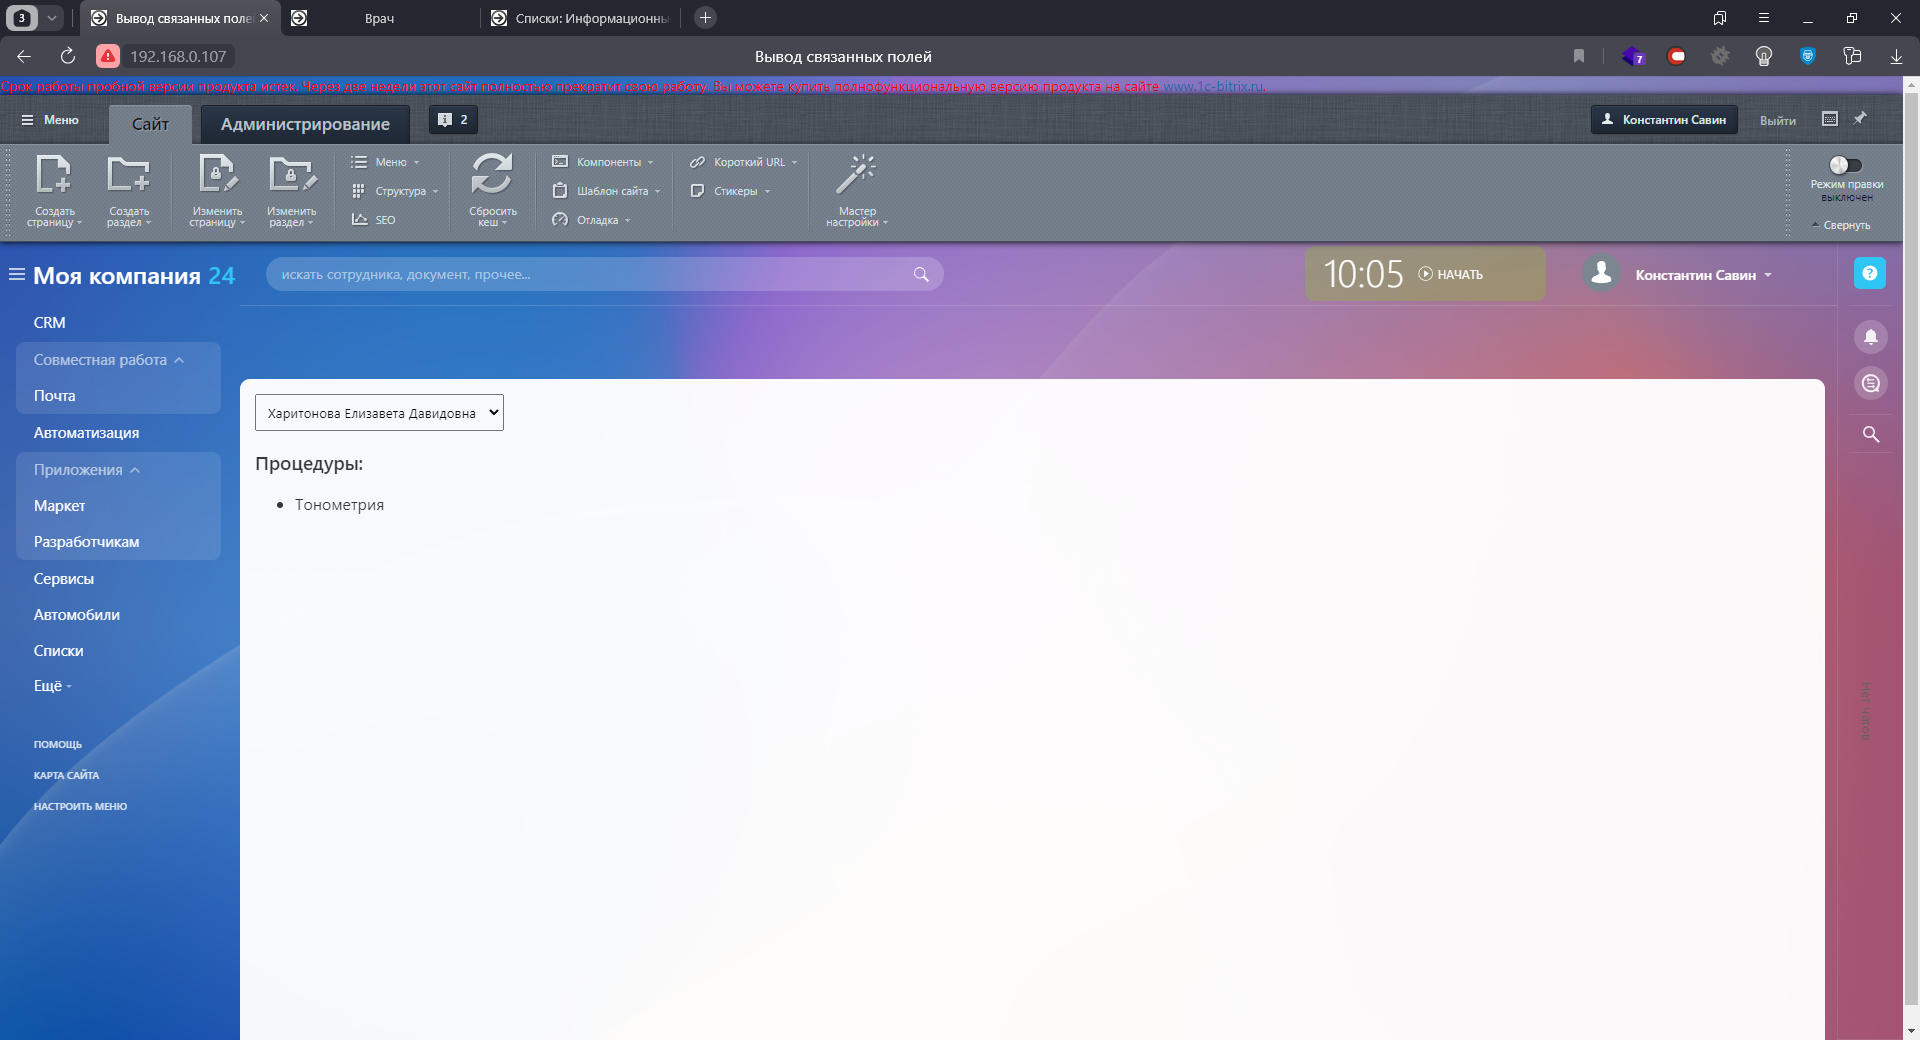 3
Вывод связанных полей
Врач
Списки: Информационны
192.168.0.107
Вывод связанных полей
7
Срок работы пробной версии продукта истек. Через две недели этот сайт полностью прекратит свою работу. Вы можете купить полнофункциональную версию продукта на сайте www.1c-bitrix.ru.
Меню
Сайт
Администрирование
2
Константин Савин
Выйти
Создать страницу
Создать раздел
Изменить страницу
Изменить раздел
Меню
Структура
SEO
Сбросить кеш
Компоненты
Шаблон сайта
Отладка
Короткий URL
Стикеры
Мастер настройки
Режим правки
выключен
Свернуть
Моя компания 24
искать сотрудника, документ, прочее...
10:05
НАЧАТЬ
Константин Савин
?
CRM
Совместная работа
Почта
Автоматизация
Приложения
Маркет
Разработчикам
Сервисы
Автомобили
Списки
Ещё
ПОМОЩЬ
КАРТА САЙТА
НАСТРОИТЬ МЕНЮ
Харитонова Елизавета Давидовна
Процедуры:
Тонометрия
Нет чатов